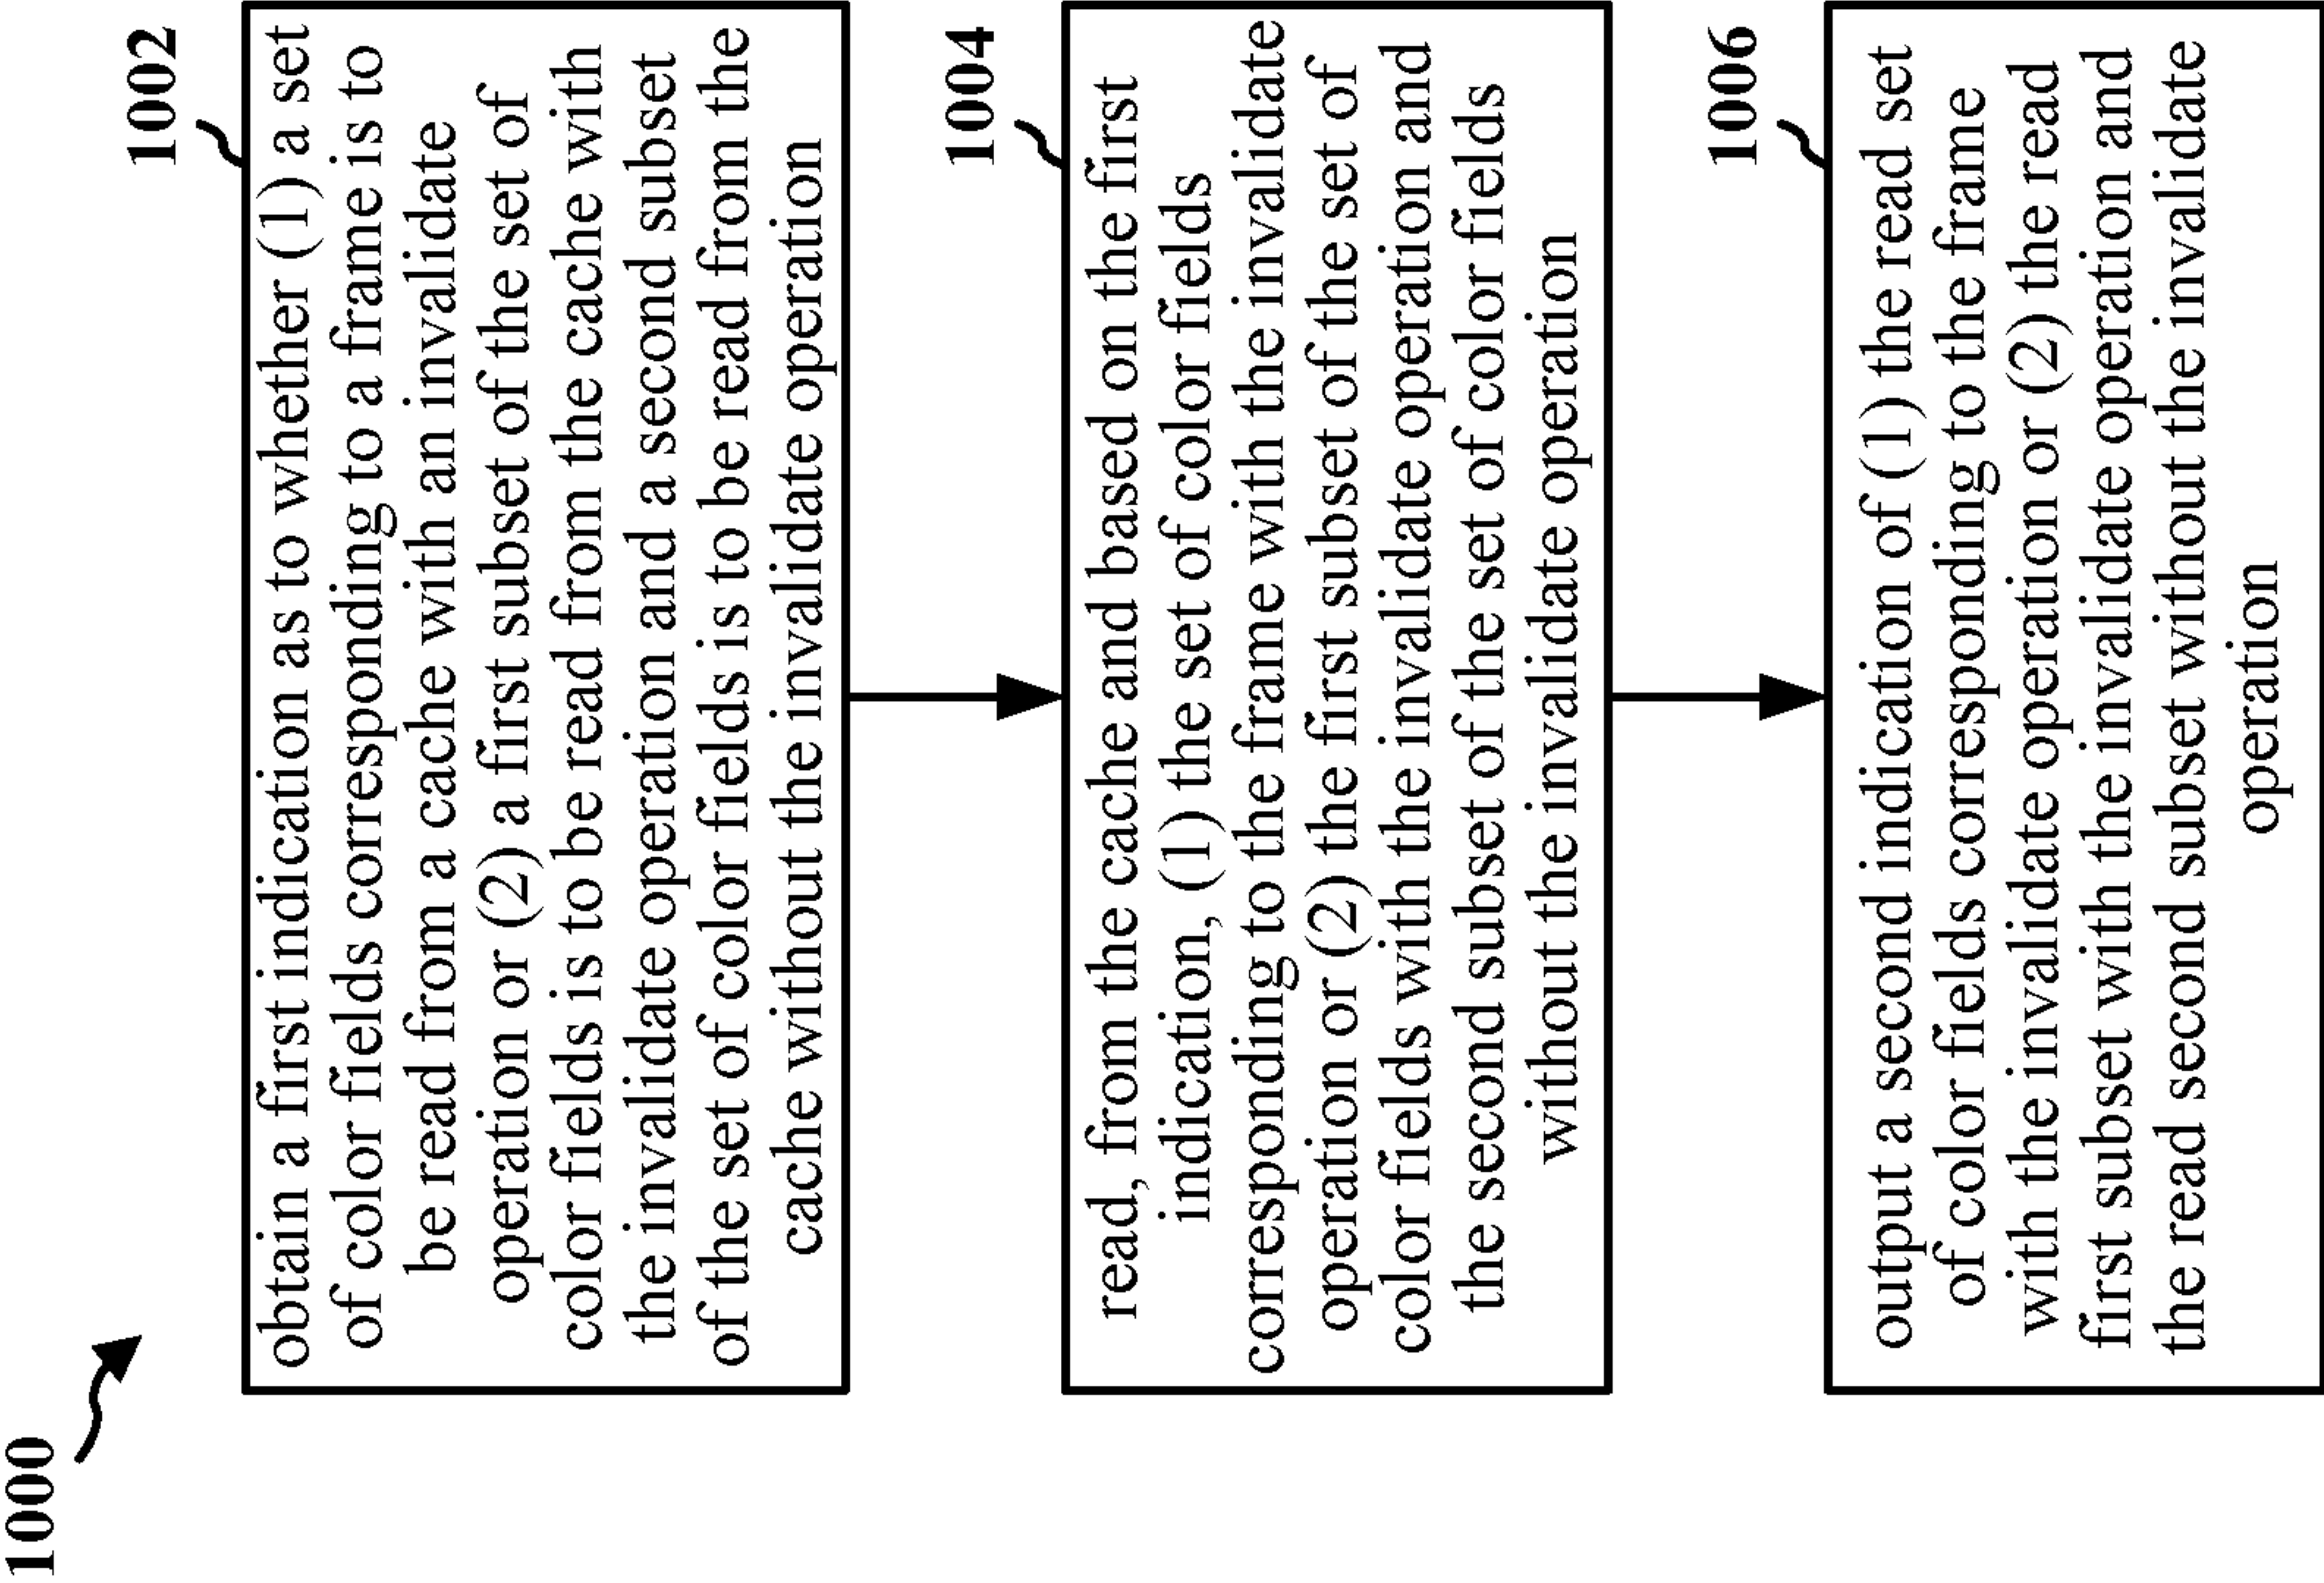 1000
1002
obtain a first indication as to whether (1) a set
of color fields corresponding to a frame is to
be read from a cache with an invalidate
operation or (2) a first subset of the set of
color fields is to be read from the cache with
the invalidate operation and a second subset
of the set of color fields is to be read from the
cache without the invalidate operation
1004
read, from the cache and based on the first
indication, (1) the set of color fields
corresponding to the frame with the invalidate
operation or (2) the first subset of the set of
color fields with the invalidate operation and
the second subset of the set of color fields
without the invalidate operation
1006
output a second indication of (1) the read set
of color fields corresponding to the frame
with the invalidate operation or (2) the read
first subset with the invalidate operation and
the read second subset without the invalidate
operation